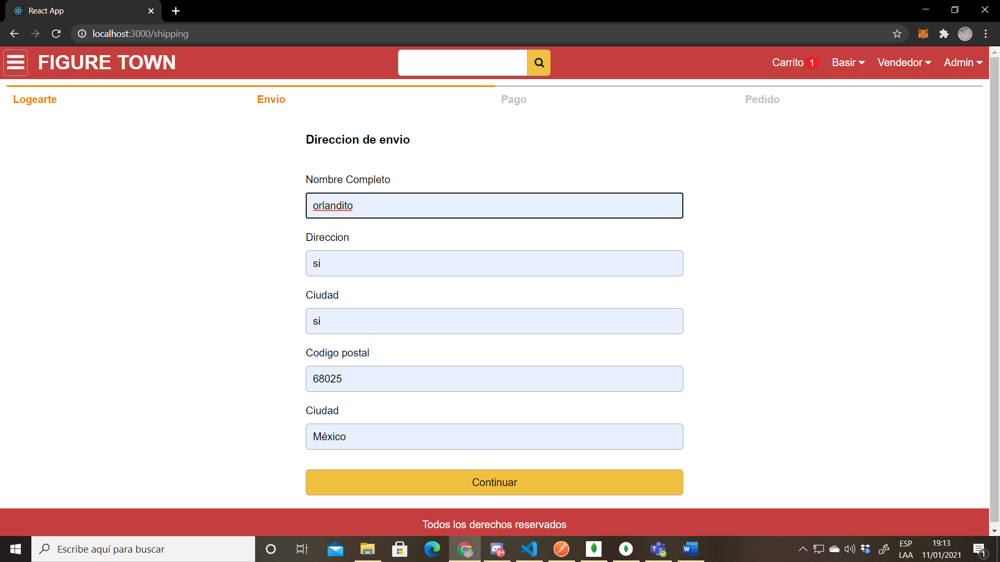 React App
localhost:3000/shipping
FIGURE TOWN
Carrito 1 Basir Vendedor Admin
Logearte Envio Pago Pedido
Direccion de envio
Nombre Completo
orlandito
Direccion
si
Ciudad
si
Codigo postal
68025
Ciudad
México
Continuar
Todos los derechos reservados
Escribe aquí para buscar
9+
T
W
ESP
LAA
19:13
11/01/2021
1